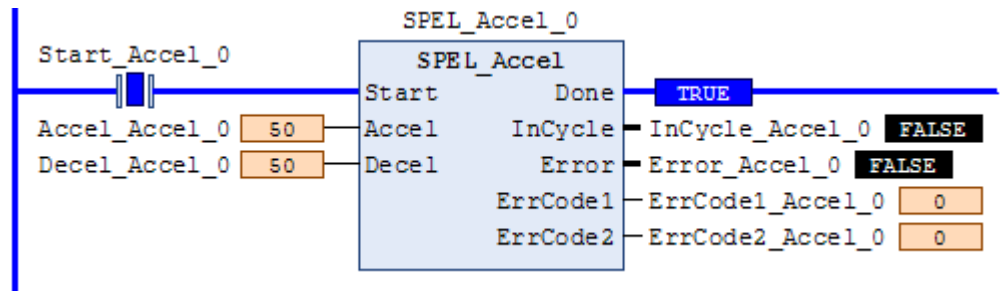 SPEL_Accel_0
Start_Accel_0
SPEL_Accel
Start Done TRUE
Accel_Accel_0 50 Accel InCycle InCycle_Accel_0 FALSE
Decel_Accel_0 50 Decel Error Error_Accel_0 FALSE
ErrCode1 ErrCode1_Accel_0 0
ErrCode2 ErrCode2_Accel_0 0